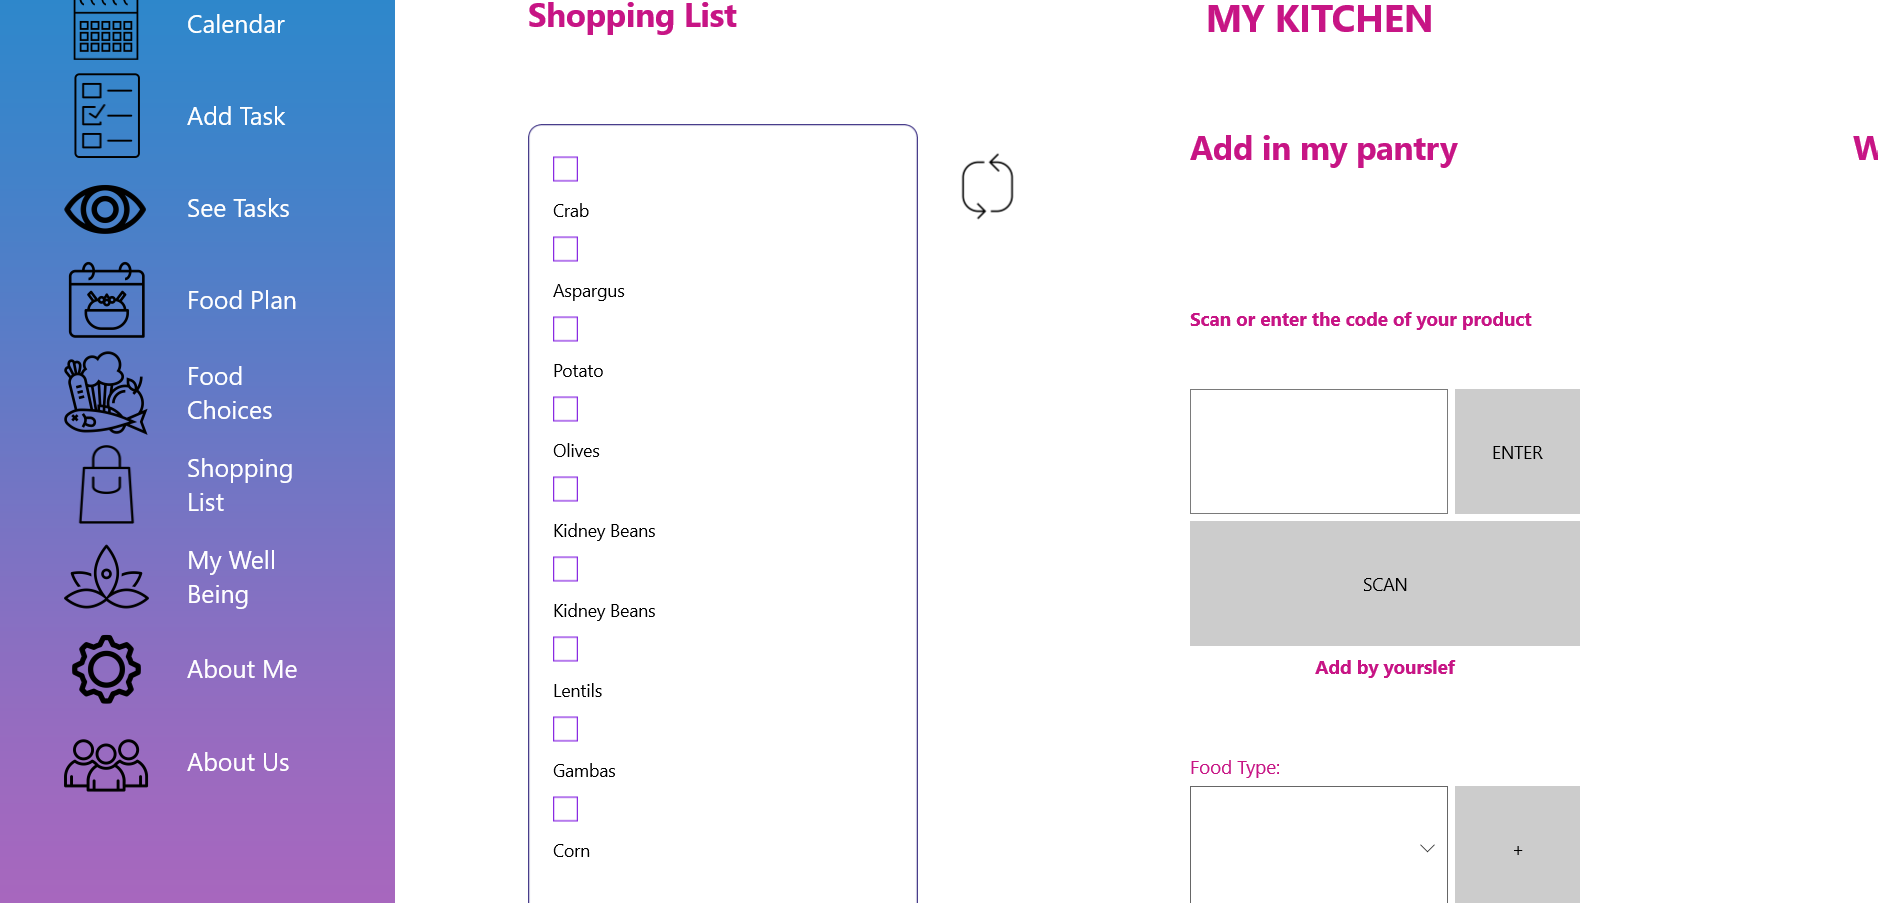 Calendar
Add Task
See Tasks
Food Plan
Food
Choices
Shopping
List
My Well
Being
About Me
About Us
Shopping List
Crab
Aspargus
Potato
Olives
Kidney Beans
Kidney Beans
Lentils
Gambas
Corn
MY KITCHEN
Add in my pantry
Scan or enter the code of your product
ENTER
SCAN
Add by yourslef
Food Type:
+